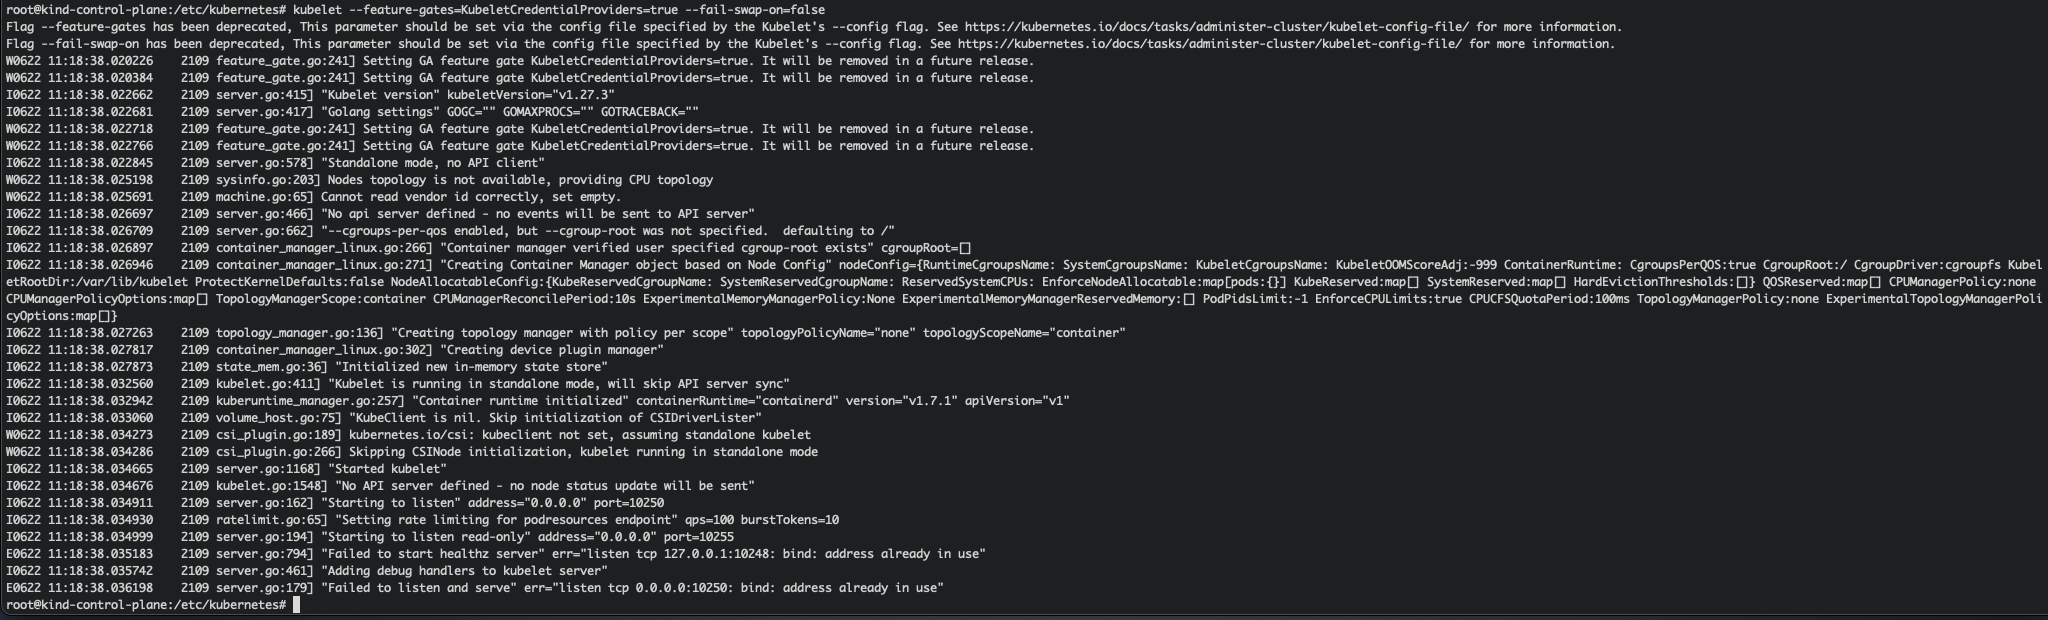 root@kind-control-plane:/etc/kubernetes# kubelet --feature-gates=KubeletCredentialProviders=true --fail-swap-on=false
Flag --feature-gates has been deprecated, This parameter should be set via the config file specified by the Kubelet's --config flag. See https://kubernetes.io/docs/tasks/administer-cluster/kubelet-config-file/ for more information.
Flag --fail-swap-on has been deprecated, This parameter should be set via the config file specified by the Kubelet's --config flag. See https://kubernetes.io/docs/tasks/administer-cluster/kubelet-config-file/ for more information.
W0622 11:18:38.020226    2109 feature_gate.go:241] Setting GA feature gate KubeletCredentialProviders=true. It will be removed in a future release.
W0622 11:18:38.020384    2109 feature_gate.go:241] Setting GA feature gate KubeletCredentialProviders=true. It will be removed in a future release.
I0622 11:18:38.022662    2109 server.go:415] "Kubelet version" kubeletVersion="v1.27.3"
I0622 11:18:38.022681    2109 server.go:417] "Golang settings" GOGC="" GOMAXPROCS="" GOTRACEBACK=""
W0622 11:18:38.022718    2109 feature_gate.go:241] Setting GA feature gate KubeletCredentialProviders=true. It will be removed in a future release.
W0622 11:18:38.022766    2109 feature_gate.go:241] Setting GA feature gate KubeletCredentialProviders=true. It will be removed in a future release.
I0622 11:18:38.022845    2109 server.go:578] "Standalone mode, no API client"
W0622 11:18:38.025198    2109 sysinfo.go:203] Nodes topology is not available, providing CPU topology
W0622 11:18:38.025691    2109 machine.go:65] Cannot read vendor id correctly, set empty.
I0622 11:18:38.026697    2109 server.go:466] "No api server defined - no events will be sent to API server"
I0622 11:18:38.026709    2109 server.go:662] "--cgroups-per-qos enabled, but --cgroup-root was not specified.  defaulting to /"
I0622 11:18:38.026897    2109 container_manager_linux.go:266] "Container manager verified user specified cgroup-root exists" cgroupRoot=[]
I0622 11:18:38.026946    2109 container_manager_linux.go:271] "Creating Container Manager object based on Node Config" nodeConfig={RuntimeCgroupsName: SystemCgroupsName: KubeletCgroupsName: KubeletOOMScoreAdj:-999 ContainerRuntime: CgroupsPerQOS:true CgroupRoot:/ CgroupDriver:cgroupfs Kubel
etRootDir:/var/lib/kubelet ProtectKernelDefaults:false NodeAllocatableConfig:{KubeReservedCgroupName: SystemReservedCgroupName: ReservedSystemCPUs: EnforceNodeAllocatable:map[pods:{}] KubeReserved:map[] SystemReserved:map[] HardEvictionThresholds:[]} QOSReserved:map[] CPUManagerPolicy:none
CPUManagerPolicyOptions:map[] TopologyManagerScope:container CPUManagerReconcilePeriod:10s ExperimentalMemoryManagerPolicy:None ExperimentalMemoryManagerReservedMemory:[] PodPidsLimit:-1 EnforceCPULimits:true CPUCFSQuotaPeriod:100ms TopologyManagerPolicy:none ExperimentalTopologyManagerPoli
cyOptions:map[]}
I0622 11:18:38.027263    2109 topology_manager.go:136] "Creating topology manager with policy per scope" topologyPolicyName="none" topologyScopeName="container"
I0622 11:18:38.027817    2109 container_manager_linux.go:302] "Creating device plugin manager"
I0622 11:18:38.027873    2109 state_mem.go:36] "Initialized new in-memory state store"
I0622 11:18:38.032560    2109 kubelet.go:411] "Kubelet is running in standalone mode, will skip API server sync"
I0622 11:18:38.032942    2109 kuberuntime_manager.go:257] "Container runtime initialized" containerRuntime="containerd" version="v1.7.1" apiVersion="v1"
I0622 11:18:38.033060    2109 volume_host.go:75] "KubeClient is nil. Skip initialization of CSIDriverLister"
W0622 11:18:38.034273    2109 csi_plugin.go:189] kubernetes.io/csi: kubeclient not set, assuming standalone kubelet
W0622 11:18:38.034286    2109 csi_plugin.go:266] Skipping CSINode initialization, kubelet running in standalone mode
I0622 11:18:38.034665    2109 server.go:1168] "Started kubelet"
I0622 11:18:38.034676    2109 kubelet.go:1548] "No API server defined - no node status update will be sent"
I0622 11:18:38.034911    2109 server.go:162] "Starting to listen" address="0.0.0.0" port=10250
I0622 11:18:38.034930    2109 ratelimit.go:65] "Setting rate limiting for podresources endpoint" qps=100 burstTokens=10
I0622 11:18:38.034999    2109 server.go:194] "Starting to listen read-only" address="0.0.0.0" port=10255
E0622 11:18:38.035183    2109 server.go:794] "Failed to start healthz server" err="listen tcp 127.0.0.1:10248: bind: address already in use"
I0622 11:18:38.035742    2109 server.go:461] "Adding debug handlers to kubelet server"
E0622 11:18:38.036198    2109 server.go:179] "Failed to listen and serve" err="listen tcp 0.0.0.0:10250: bind: address already in use"
root@kind-control-plane:/etc/kubernetes#